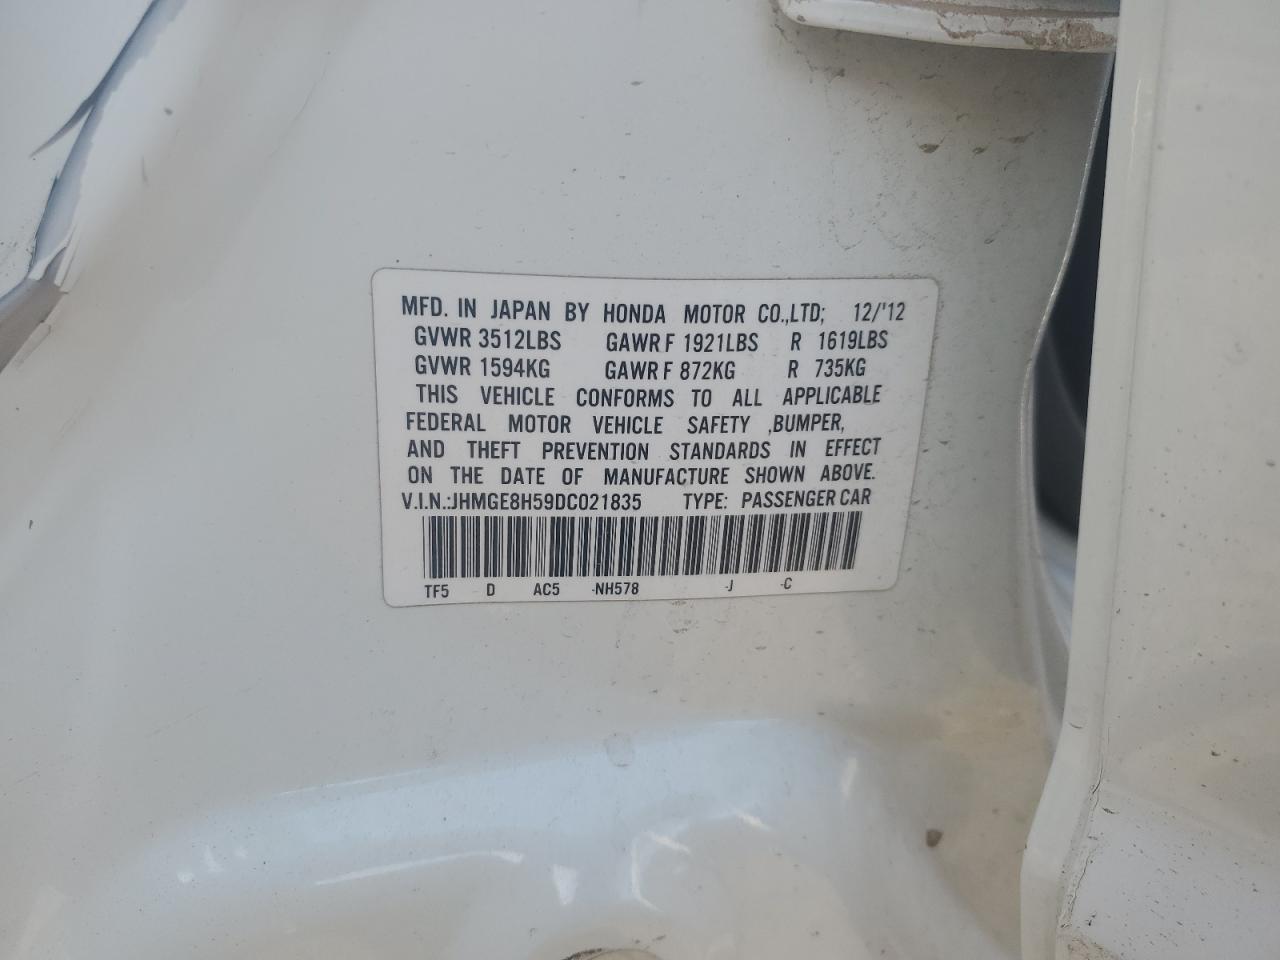 MFD. IN JAPAN BY HONDA MOTOR CO.,LTD; 12/'12
GVWR 3512LBS GAWR F 1921LBS R 1619LBS
GVWR 1594KG GAWR F 872KG R 735KG
THIS VEHICLE CONFORMS TO ALL APPLICABLE
FEDERAL MOTOR VEHICLE SAFETY ,BUMPER,
AND THEFT PREVENTION STANDARDS IN EFFECT
ON THE DATE OF MANUFACTURE SHOWN ABOVE.
V.I.N.:JHMGE8H59DC021835 TYPE: PASSENGER CAR
TF5 D AC5 -NH578 -J -C